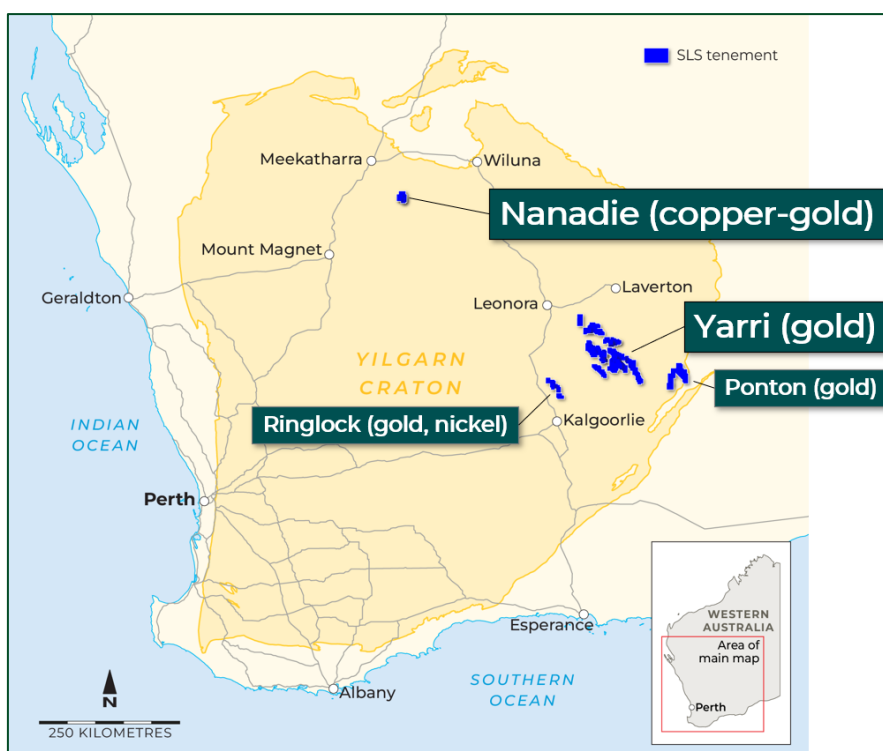 SLS tenement
Meekatharra
Wiluna
Nanadie (copper-gold)
Mount Magnet
Geraldton
Laverton
Leonora
Yarri (gold)
YILGARN
CRATON
Ponton (gold)
Ringlock (gold, nickel)
Kalgoorlie
INDIAN
OCEAN
Perth
Esperance
WESTERN
AUSTRALIA
Area of
main map
Perth
SOUTHERN
OCEAN
Albany
N
250 KILOMETRES